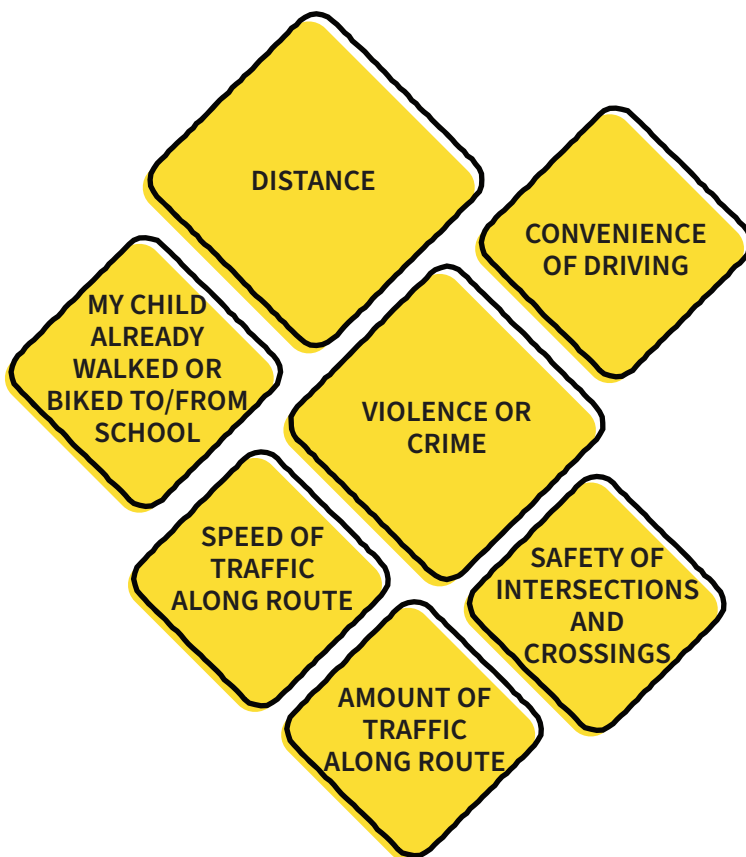 DISTANCE
CONVENIENCE
OF DRIVING
MY CHILD
ALREADY
WALKED OR
BIKED TO/FROM
SCHOOL
VIOLENCE OR
CRIME
SPEED OF
TRAFFIC
ALONG ROUTE
SAFETY OF
INTERSECTIONS
AND
CROSSINGS
AMOUNT OF
TRAFFIC
ALONG ROUTE